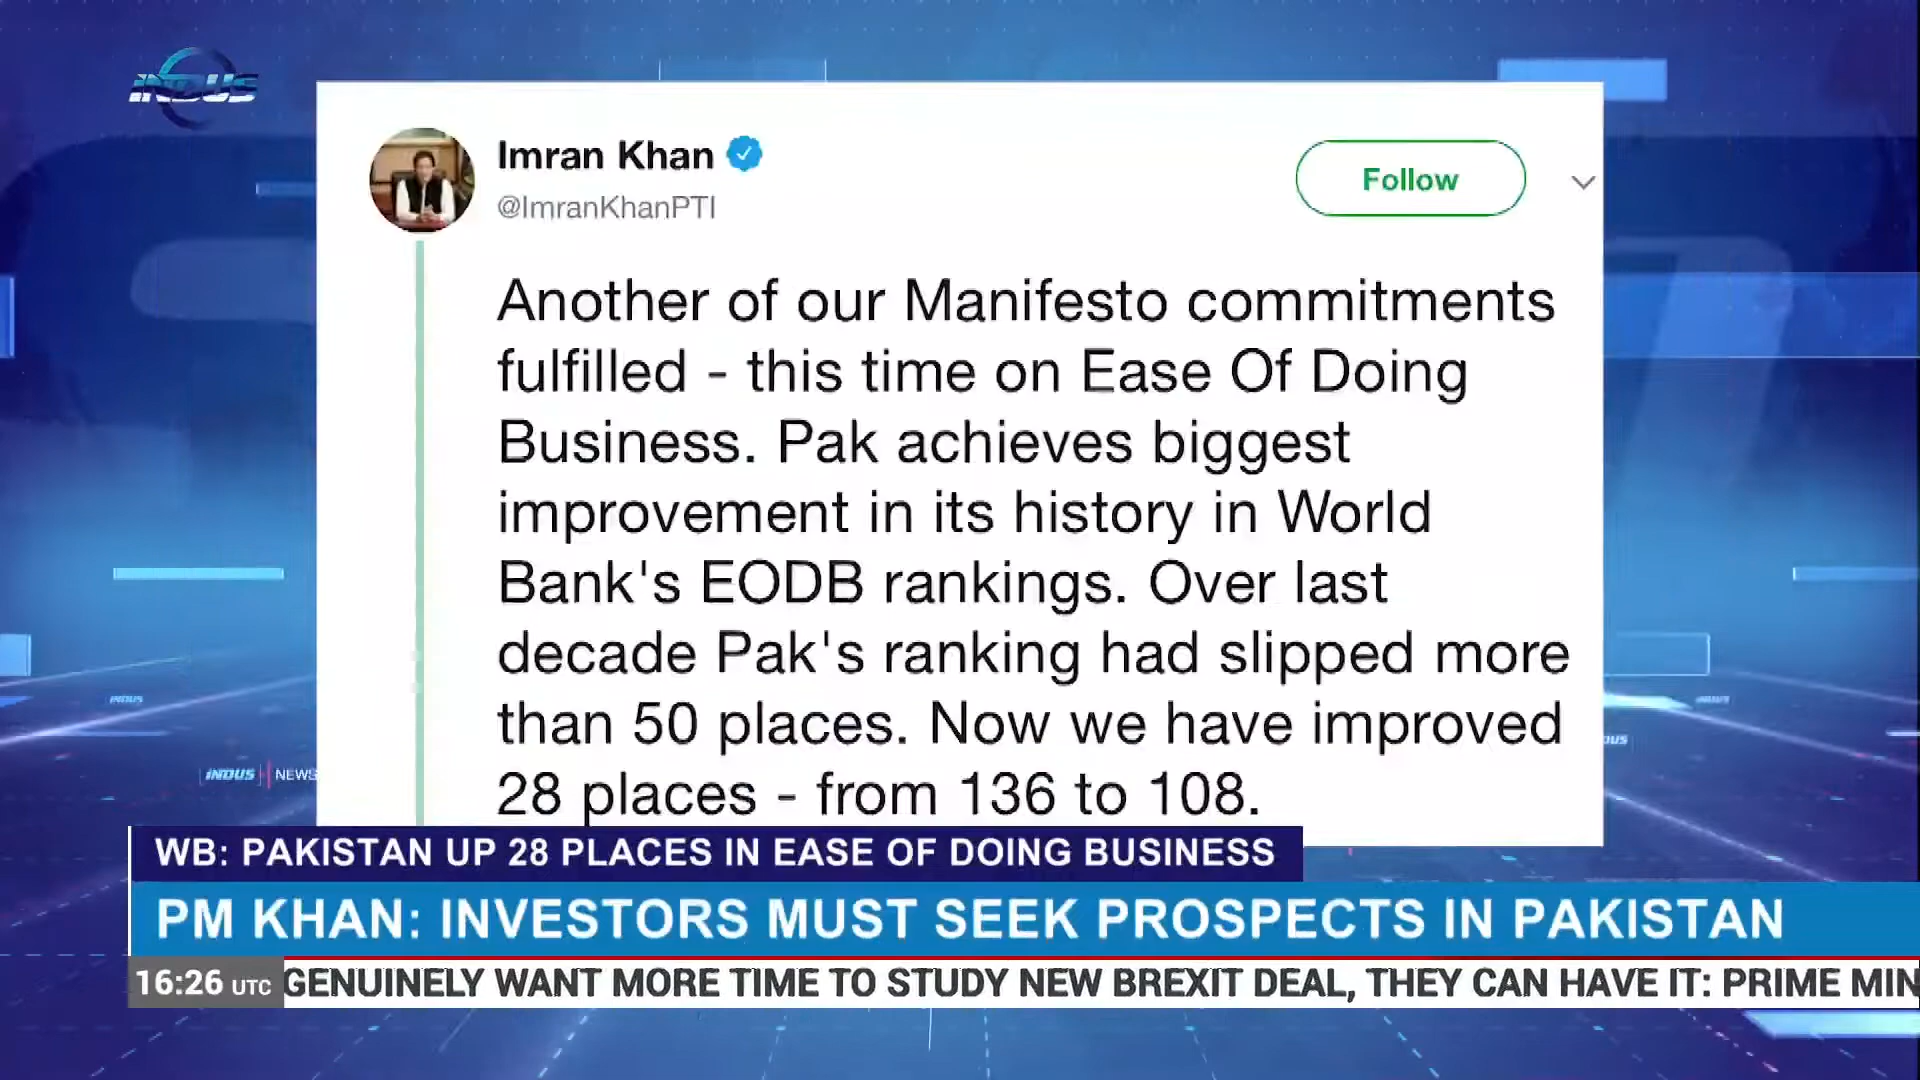 INDUS
Imran Khan
@ImranKhanPTI
Follow
Another of our Manifesto commitments
fulfilled - this time on Ease Of Doing
Business. Pak achieves biggest
improvement in its history in World
Bank's EODB rankings. Over last
decade Pak's ranking had slipped more
than 50 places. Now we have improved
28 places - from 136 to 108.
INDUS
INDUS
DUS
INDUS NEWS
WB: PAKISTAN UP 28 PLACES IN EASE OF DOING BUSINESS
PM KHAN: INVESTORS MUST SEEK PROSPECTS IN PAKISTAN
16:26 UTC
GENUINELY WANT MORE TIME TO STUDY NEW BREXIT DEAL, THEY CAN HAVE IT: PRIME MIN